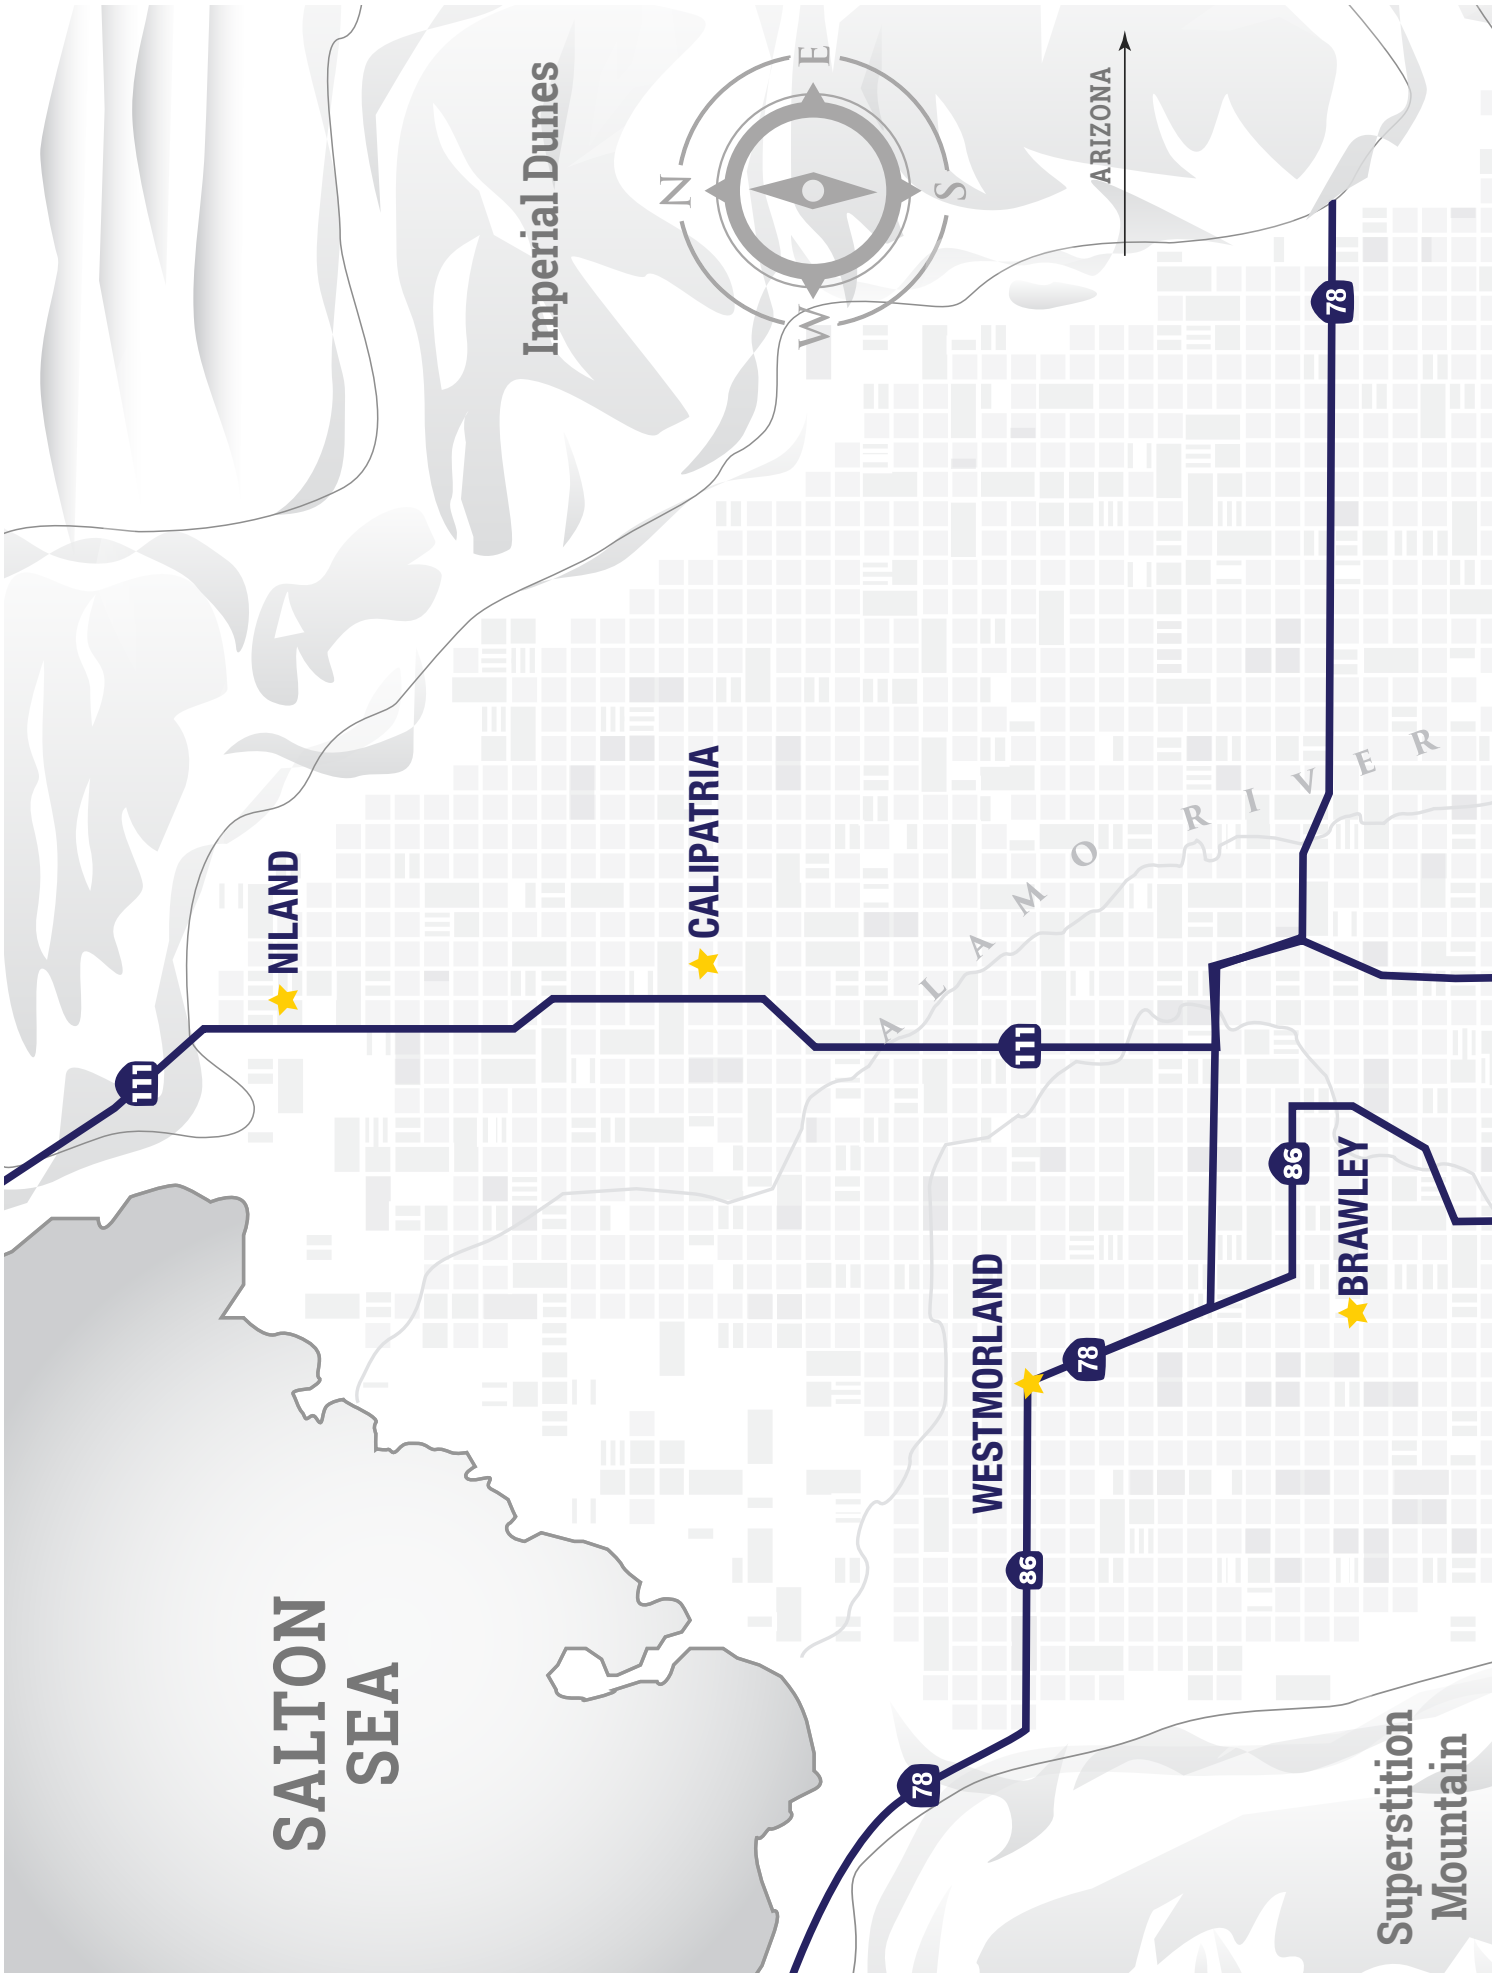 111
SALTON
SEA
NILAND
Imperial Dunes
N
W
E
S
CALIPATRIA
ALAMO RIVER
78
WESTMORLAND
86
111
78
ARIZONA
86
78
BRAWLEY
Superstition
Mountain